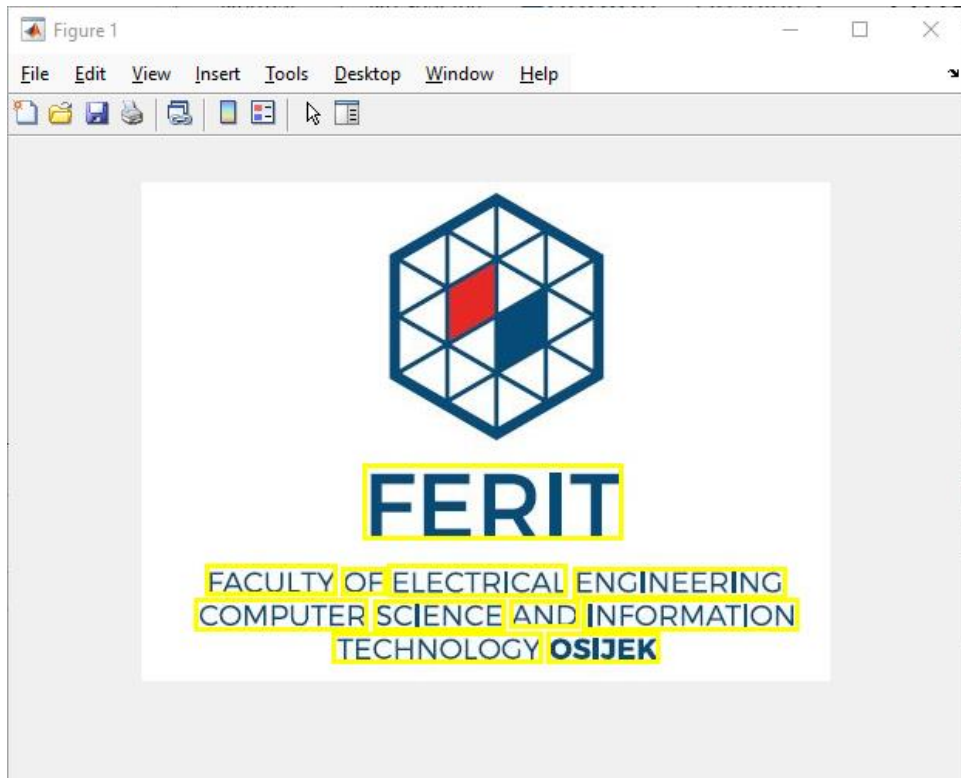 Figure 1
File Edit View Insert Tools Desktop Window Help
FERIT
FACULTY OF ELECTRICAL ENGINEERING
COMPUTER SCIENCE AND INFORMATION
TECHNOLOGY OSIJEK